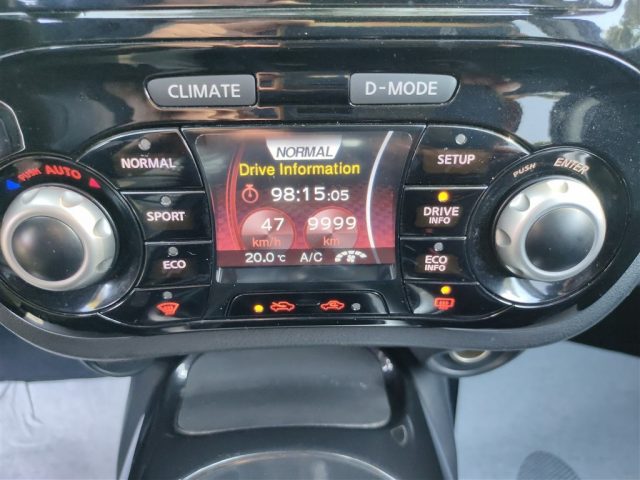 CLIMATE D-MODE
NORMAL
Drive Information
98:15:05
47 km/h
9999 km
20.0°C A/C
PUSH AUTO
NORMAL
SPORT
ECO
SETUP
DRIVE INFO
ECO INFO
PUSH ENTER